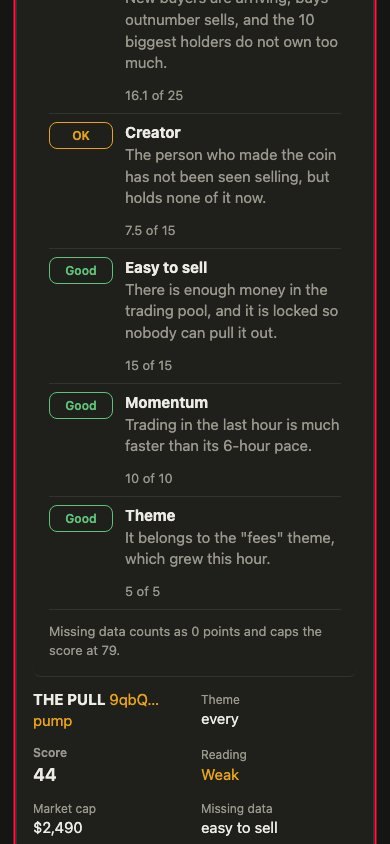 New buyers are arriving, buys
outnumber sells, and the 10
biggest holders do not own too
much.
16.1 of 25
OK
Creator
The person who made the coin
has not been seen selling, but
holds none of it now.
7.5 of 15
Good
Easy to sell
There is enough money in the
trading pool, and it is locked so
nobody can pull it out.
15 of 15
Good
Momentum
Trading in the last hour is much
faster than its 6-hour pace.
10 of 10
Good
Theme
It belongs to the "fees" theme,
which grew this hour.
5 of 5
Missing data counts as 0 points and caps the
score at 79.
THE PULL 9qbQ...
pump
Theme
every
Score
44
Reading
Weak
Market cap
$2,490
Missing data
easy to sell